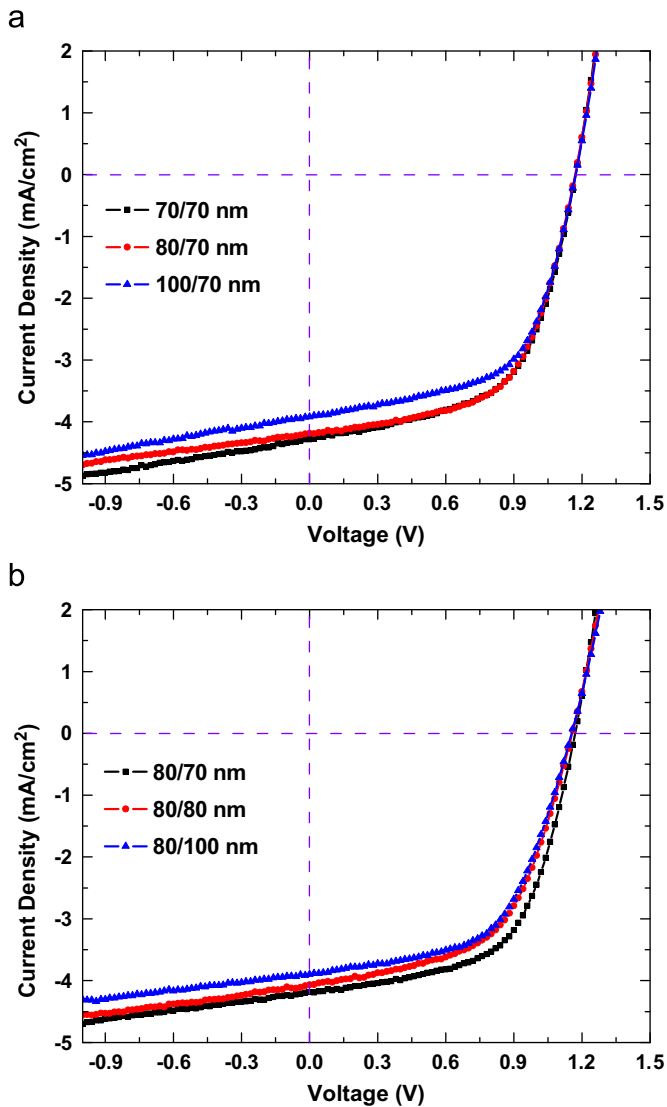 a
2
1
0
-1
-2
-3
-4
-5
Current Density (mA/cm²)
70/70 nm
80/70 nm
100/70 nm
-0.9 -0.6 -0.3 0.0 0.3 0.6 0.9 1.2 1.5
Voltage (V)
b
2
1
0
-1
-2
-3
-4
-5
Current Density (mA/cm²)
80/70 nm
80/80 nm
80/100 nm
-0.9 -0.6 -0.3 0.0 0.3 0.6 0.9 1.2 1.5
Voltage (V)